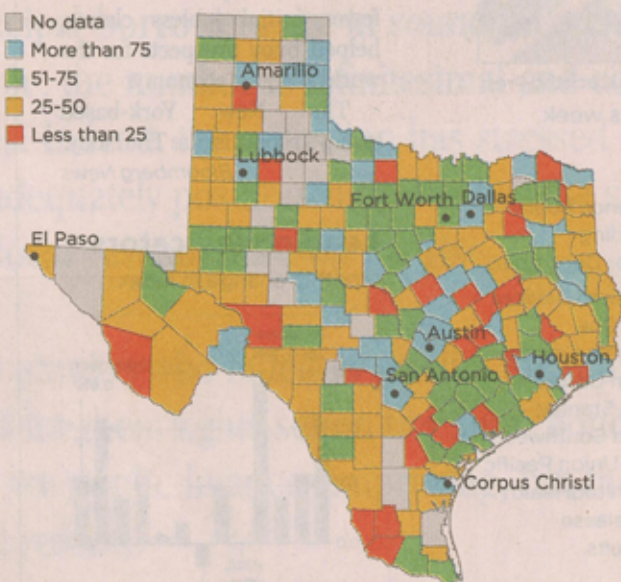 No data
More than 75
51-75
25-50
Less than 25
Amarillo
Lubbock
Fort Worth
Dallas
El Paso
Austin
Houston
San Antonio
Corpus Christi